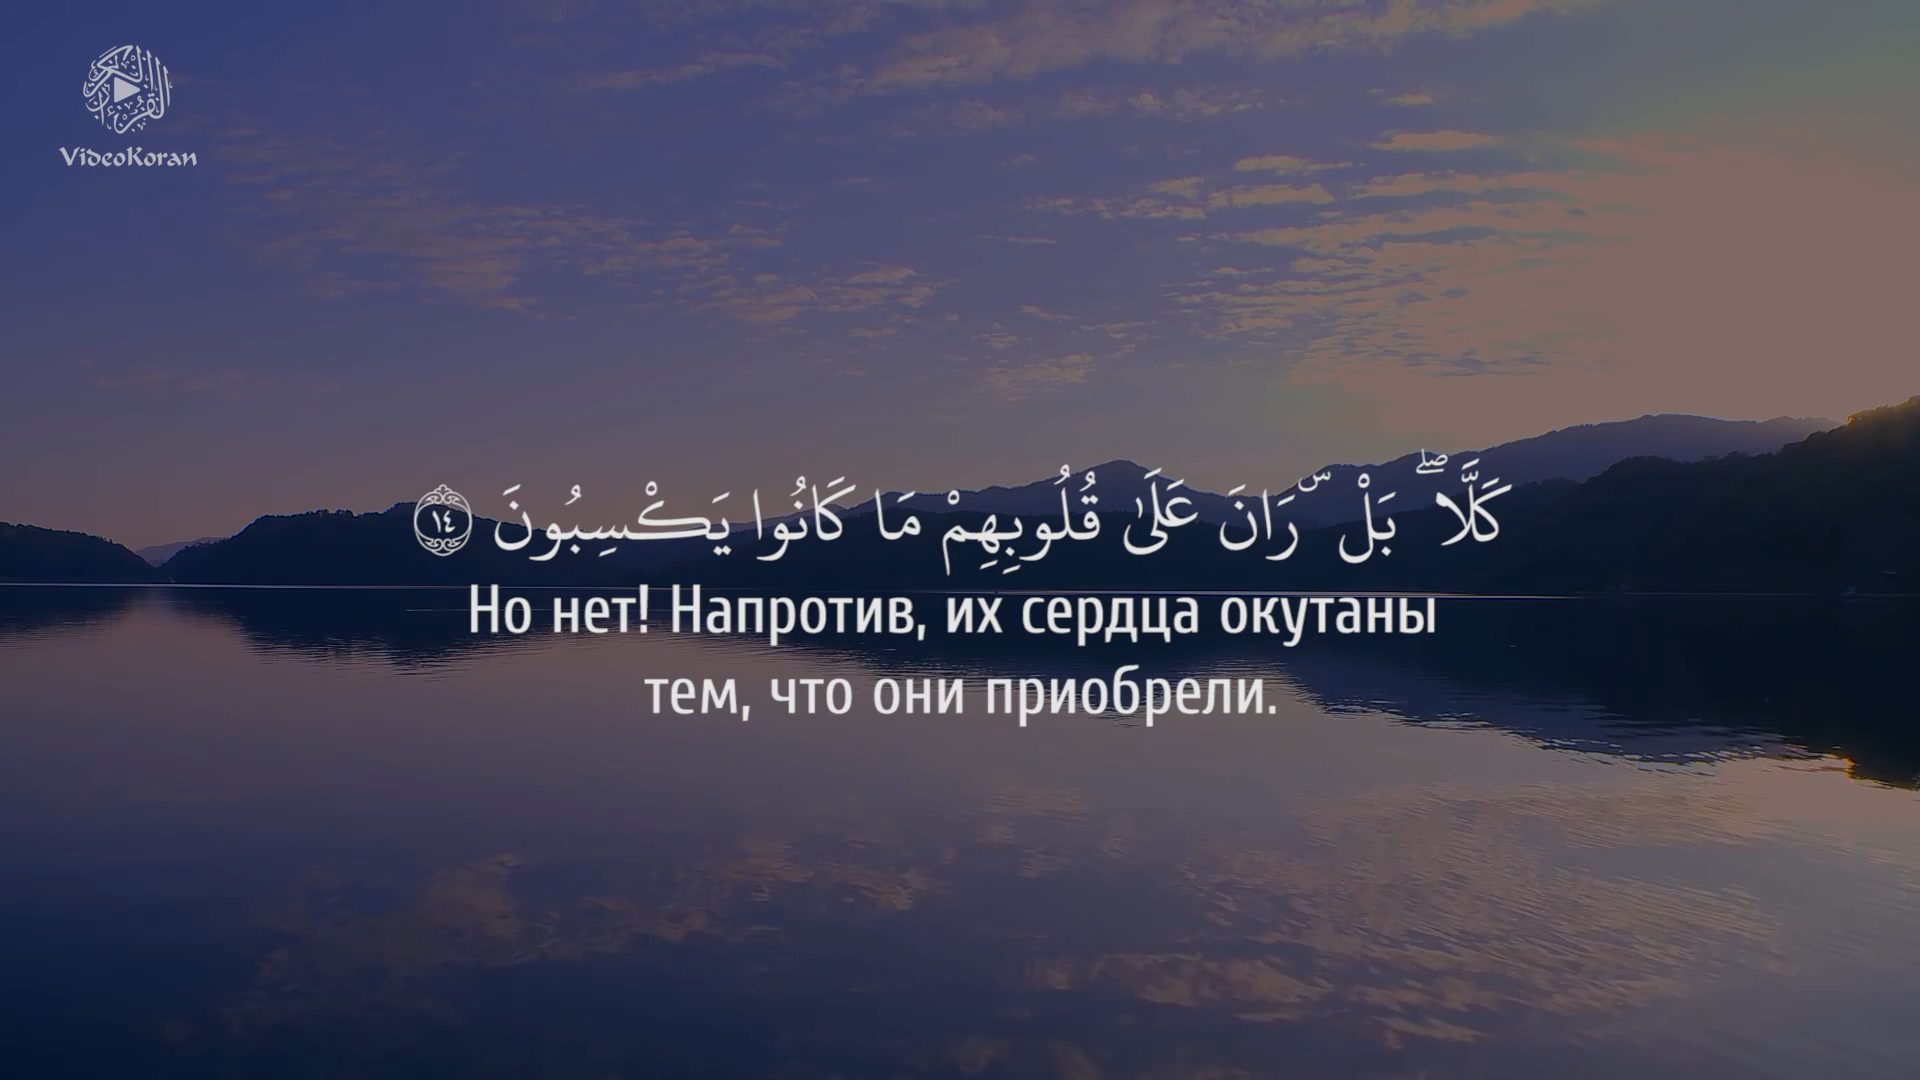 VideoKoran
كَلَّا ۖ بَلْ ۜ رَانَ عَلَىٰ قُلُوبِهِمْ مَا كَانُوا يَكْسِبُونَ ١٤
Но нет! Напротив, их сердца окутаны
тем, что они приобрели.